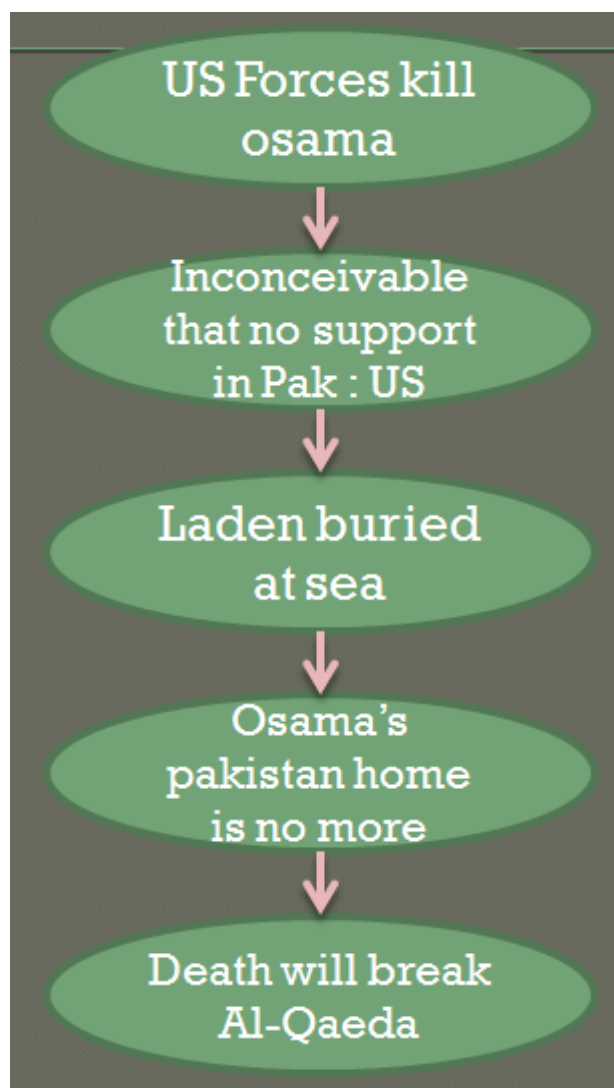 US Forces kill
osama
Inconceivable
that no support
in Pak : US
Laden buried
at sea
Osama’s
pakistan home
is no more
Death will break
Al-Qaeda